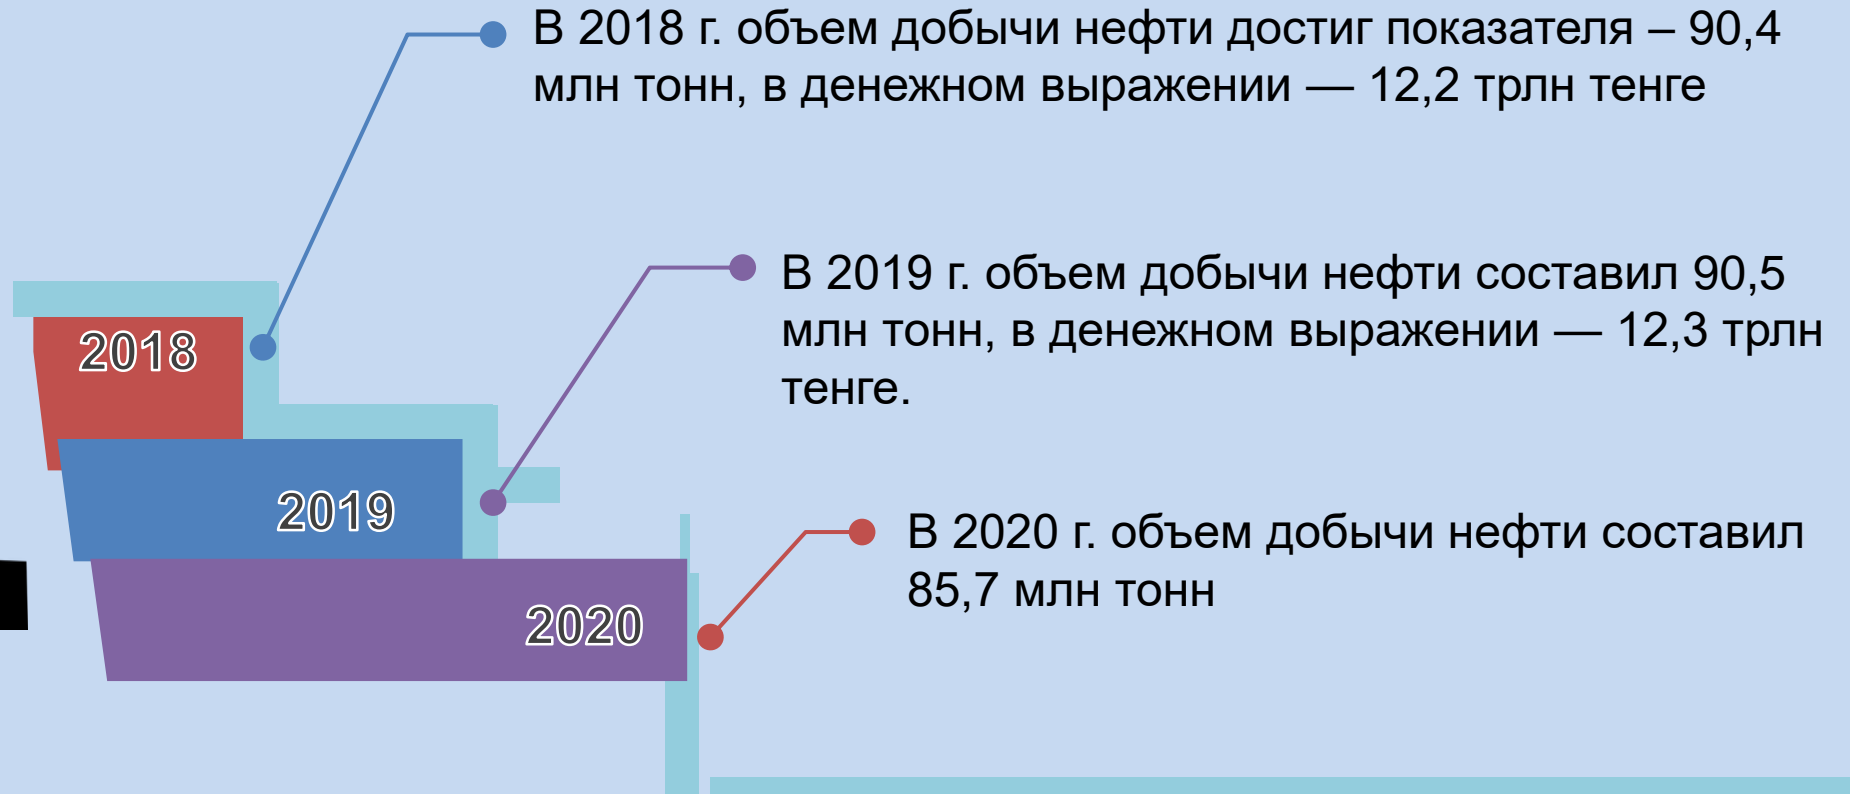 В 2018 г. объем добычи нефти достиг показателя – 90,4
млн тонн, в денежном выражении — 12,2 трлн тенге
В 2019 г. объем добычи нефти составил 90,5
млн тонн, в денежном выражении — 12,3 трлн
тенге.
2018
2019
В 2020 г. объем добычи нефти составил
85,7 млн тонн
2020